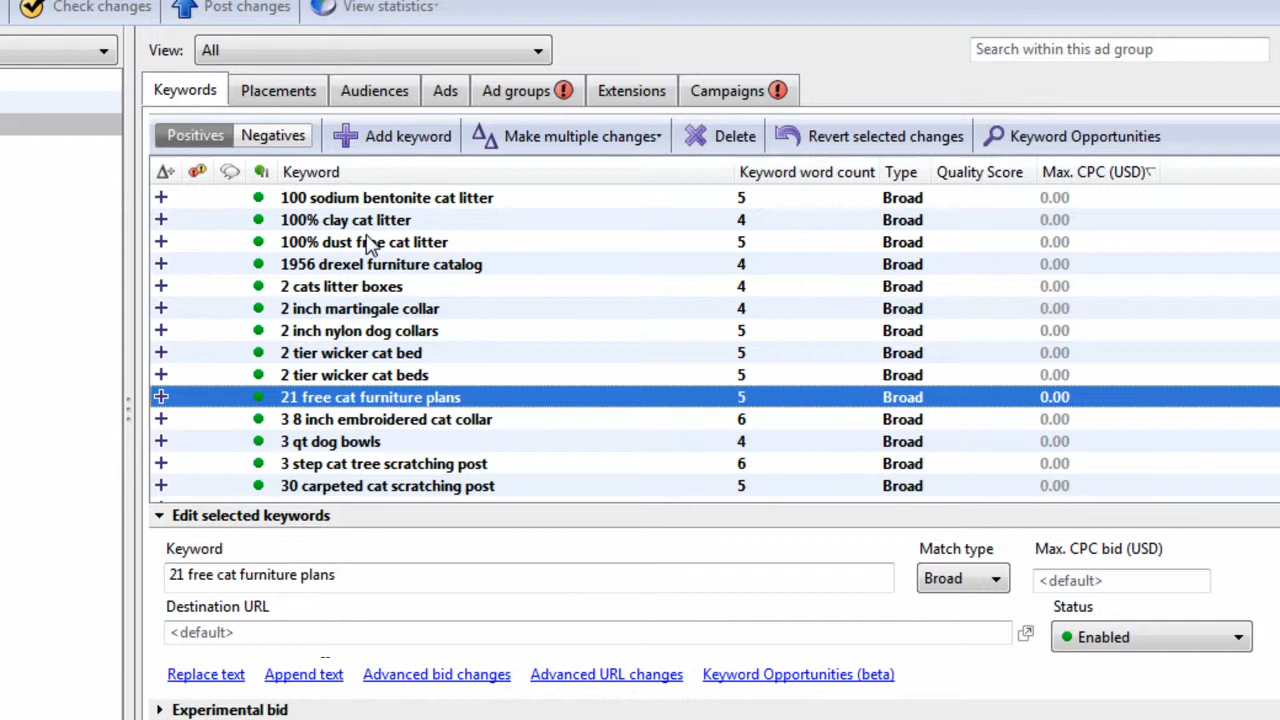 Check changes Post changes View statistics
View: All Search within this ad group
Keywords Placements Audiences Ads Ad groups Extensions Campaigns
Positives Negatives Add keyword Make multiple changes Delete Revert selected changes Keyword Opportunities
Keyword Keyword word count Type Quality Score Max. CPC (USD)
100 sodium bentonite cat litter 5 Broad 0.00
100% clay cat litter 4 Broad 0.00
100% dust free cat litter 5 Broad 0.00
1956 drexel furniture catalog 4 Broad 0.00
2 cats litter boxes 4 Broad 0.00
2 inch martingale collar 4 Broad 0.00
2 inch nylon dog collars 5 Broad 0.00
2 tier wicker cat bed 5 Broad 0.00
2 tier wicker cat beds 5 Broad 0.00
21 free cat furniture plans 5 Broad 0.00
3 8 inch embroidered cat collar 6 Broad 0.00
3 qt dog bowls 4 Broad 0.00
3 step cat tree scratching post 6 Broad 0.00
30 carpeted cat scratching post 5 Broad 0.00
Edit selected keywords
Keyword Match type Max. CPC bid (USD)
21 free cat furniture plans Broad <default>
Destination URL Status
<default> Enabled
Replace text Append text Advanced bid changes Advanced URL changes Keyword Opportunities (beta)
Experimental bid